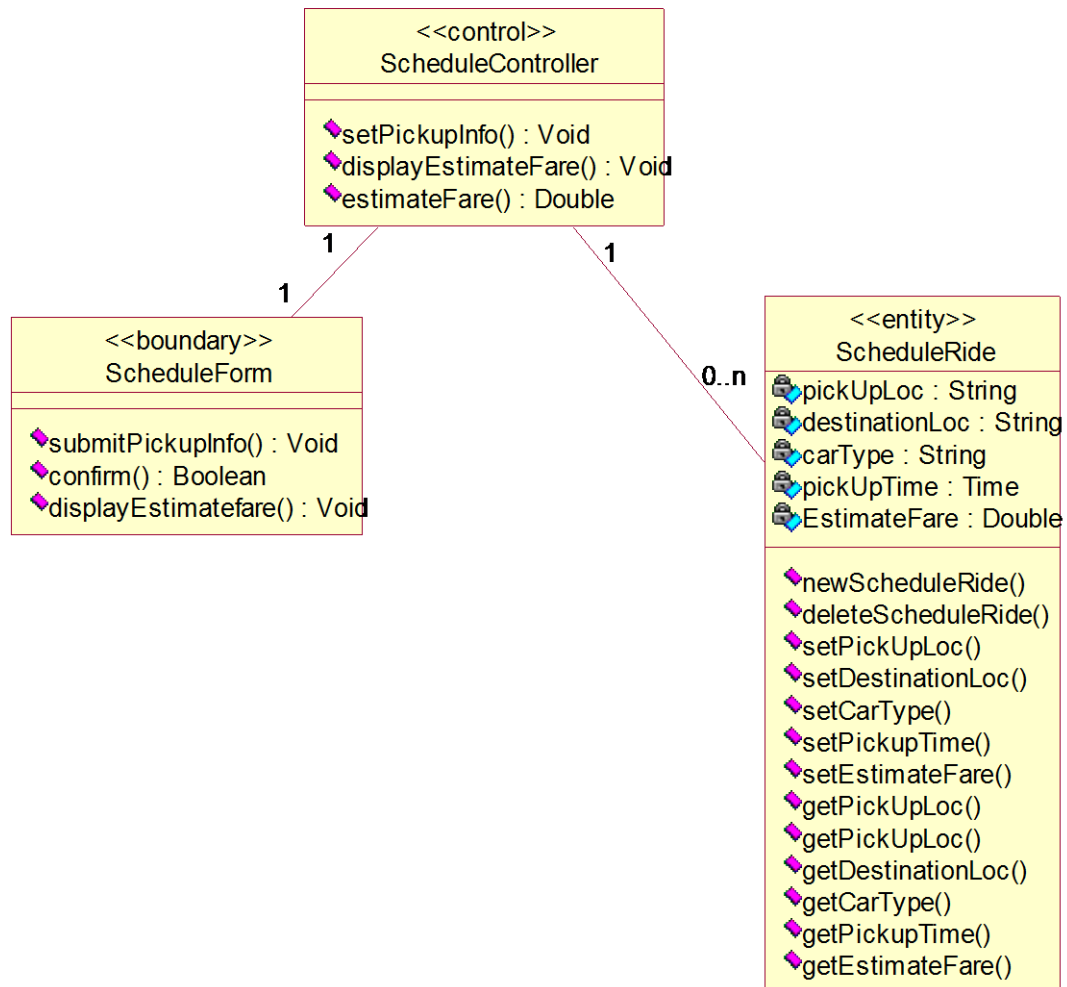 <<control>>
ScheduleController
setPickupInfo() : Void
displayEstimateFare() : Void
estimateFare() : Double
1
1
1
0..n
<<boundary>>
ScheduleForm
submitPickupInfo() : Void
confirm() : Boolean
displayEstimatefare() : Void
<<entity>>
ScheduleRide
pickUpLoc : String
destinationLoc : String
carType : String
pickUpTime : Time
EstimateFare : Double
newScheduleRide()
deleteScheduleRide()
setPickUpLoc()
setDestinationLoc()
setCarType()
setPickupTime()
setEstimateFare()
getPickUpLoc()
getPickUpLoc()
getDestinationLoc()
getCarType()
getPickupTime()
getEstimateFare()